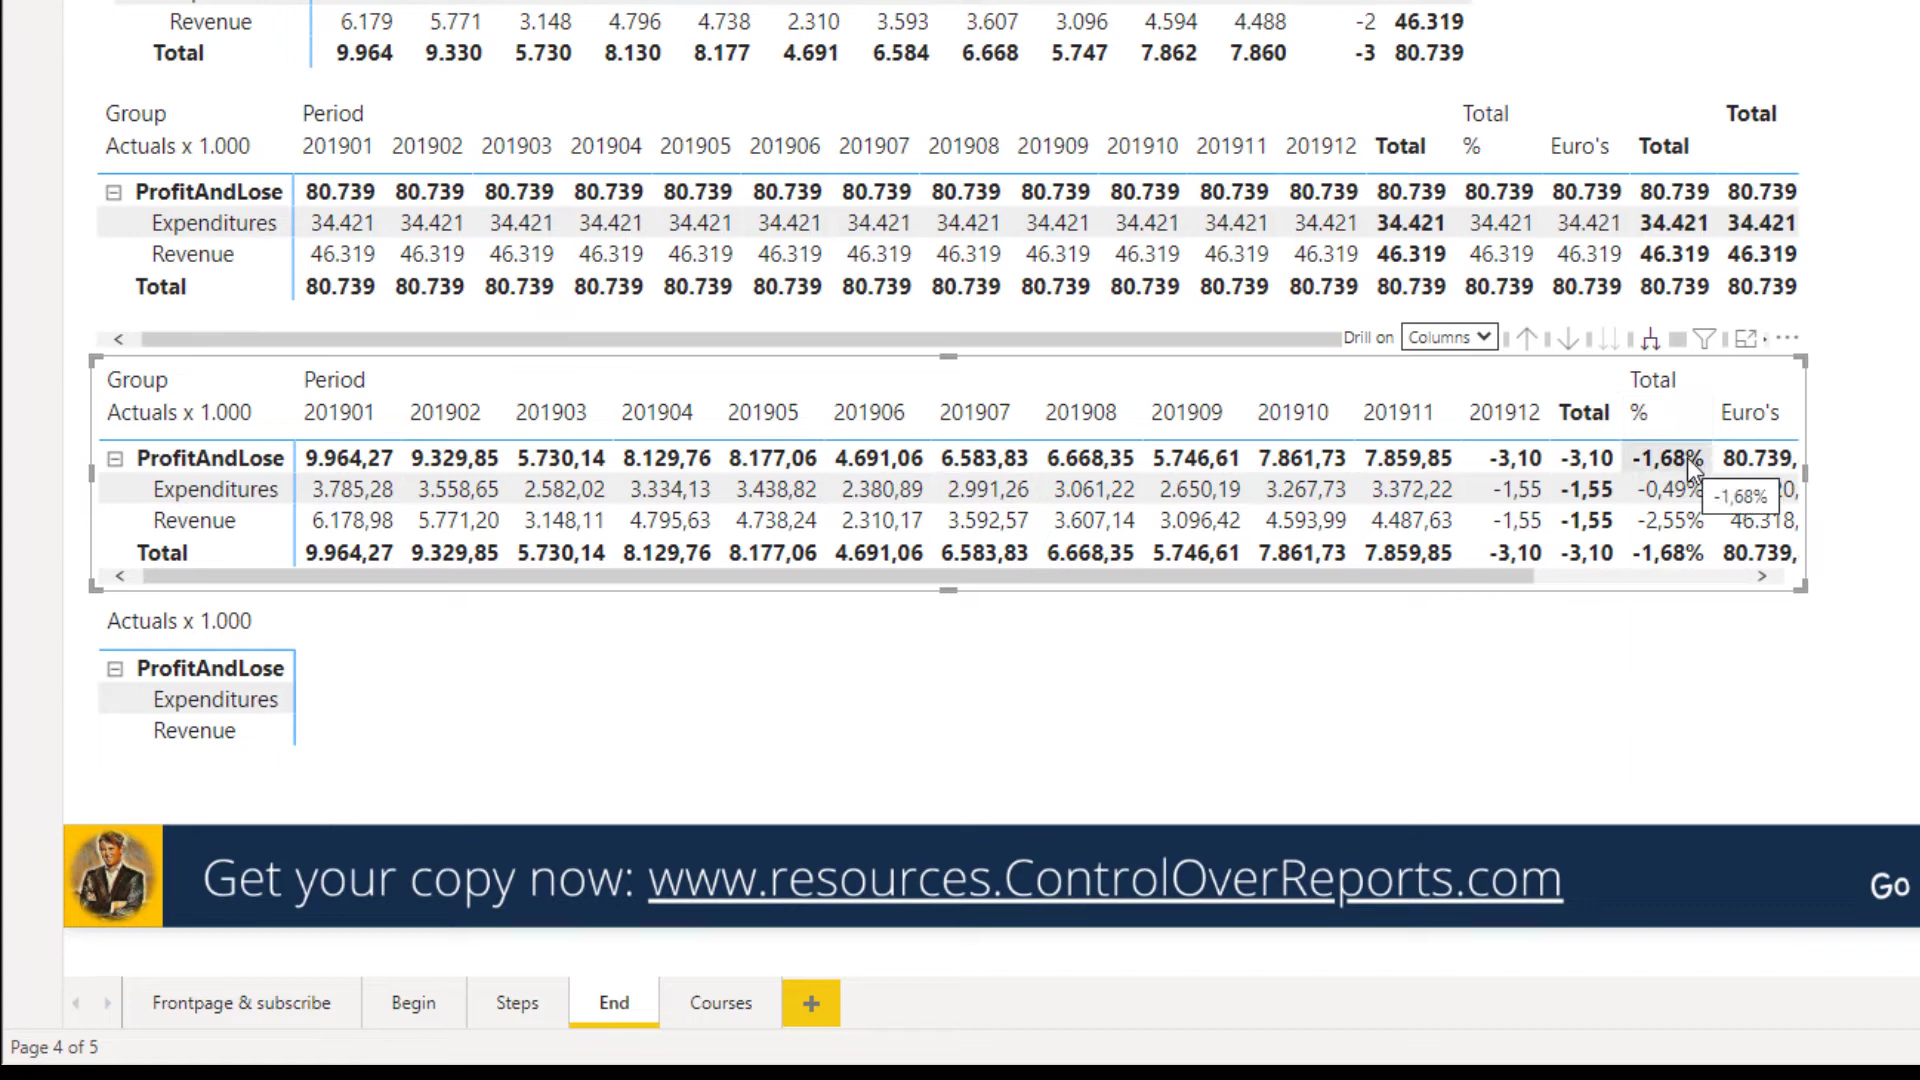 Revenue 6.179 5.771 3.148 4.796 4.738 2.310 3.593 3.607 3.096 4.594 4.488 -2 46.319
Total 9.964 9.330 5.730 8.130 8.177 4.691 6.584 6.668 5.747 7.862 7.860 -3 80.739
Group Period Total Total
Actuals x 1.000 201901 201902 201903 201904 201905 201906 201907 201908 201909 201910 201911 201912 Total % Euro's Total
ProfitAndLose 80.739 80.739 80.739 80.739 80.739 80.739 80.739 80.739 80.739 80.739 80.739 80.739 80.739 80.739 80.739 80.739 80.739
Expenditures 34.421 34.421 34.421 34.421 34.421 34.421 34.421 34.421 34.421 34.421 34.421 34.421 34.421 34.421 34.421 34.421 34.421
Revenue 46.319 46.319 46.319 46.319 46.319 46.319 46.319 46.319 46.319 46.319 46.319 46.319 46.319 46.319 46.319 46.319 46.319
Total 80.739 80.739 80.739 80.739 80.739 80.739 80.739 80.739 80.739 80.739 80.739 80.739 80.739 80.739 80.739 80.739 80.739
Drill on Columns
Group Period Total
Actuals x 1.000 201901 201902 201903 201904 201905 201906 201907 201908 201909 201910 201911 201912 Total % Euro's
ProfitAndLose 9.964,27 9.329,85 5.730,14 8.129,76 8.177,06 4.691,06 6.583,83 6.668,35 5.746,61 7.861,73 7.859,85 -3,10 -3,10 -1,68% 80.739,
Expenditures 3.785,28 3.558,65 2.582,02 3.334,13 3.438,82 2.380,89 2.991,26 3.061,22 2.650,19 3.267,73 3.372,22 -1,55 -1,55 -0,49%
-1,68%
Revenue 6.178,98 5.771,20 3.148,11 4.795,63 4.738,24 2.310,17 3.592,57 3.607,14 3.096,42 4.593,99 4.487,63 -1,55 -1,55 -2,55% 46.318,
Total 9.964,27 9.329,85 5.730,14 8.129,76 8.177,06 4.691,06 6.583,83 6.668,35 5.746,61 7.861,73 7.859,85 -3,10 -3,10 -1,68% 80.739,
Actuals x 1.000
ProfitAndLose
Expenditures
Revenue
Get your copy now: www.resources.ControlOverReports.com Go
Frontpage & subscribe Begin Steps End Courses +
Page 4 of 5